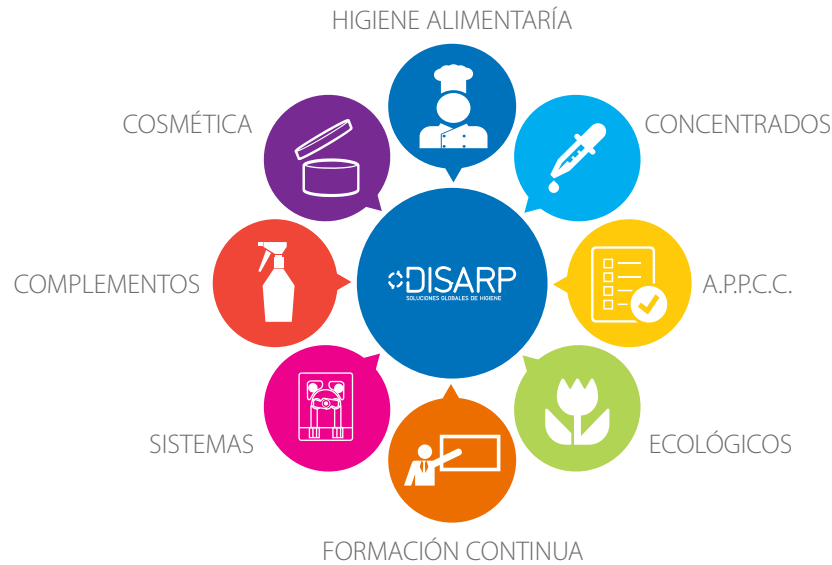 HIGIENE ALIMENTARÍA
COSMÉTICA
CONCENTRADOS
COMPLEMENTOS
DISARP
SOLUCIONES GLOBALES DE HIGIENE
A.P.P.C.C.
SISTEMAS
ECOLÓGICOS
FORMACIÓN CONTINUA